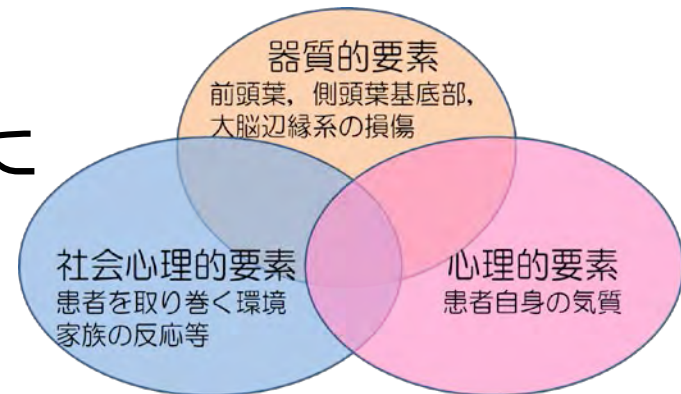 器質的要素
前頭葉，側頭葉基底部，
大脳辺縁系の損傷
に
社会心理的要素
患者を取り巻く環境
家族の反応等
心理的要素
患者自身の気質